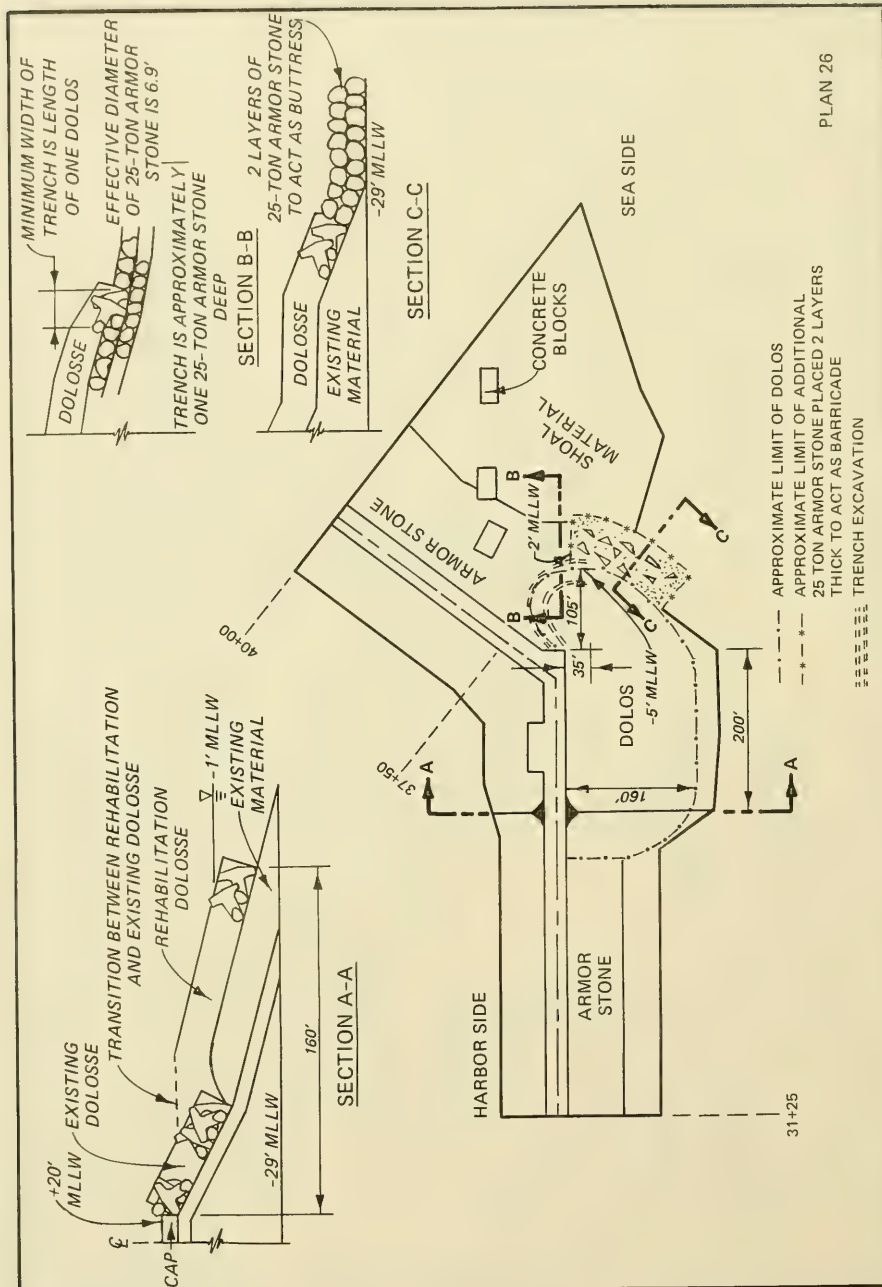 MINIMUM WIDTH OF
TRENCH IS LENGTH
OF ONE DOLOS
EFFECTIVE DIAMETER
OF 25-TON ARMOR
STONE IS 6.9'
DOLOSSE
TRENCH IS APPROXIMATELY
ONE 25-TON ARMOR STONE
DEEP
SECTION B-B
2 LAYERS OF
25-TON ARMOR STONE
TO ACT AS BUTTRESS
DOLOSSE
EXISTING
MATERIAL
-29' MLLW
SECTION C-C
℄
CAP
+20'
MLLW
EXISTING
DOLOSSE
TRANSITION BETWEEN REHABILITATION
AND EXISTING DOLOSSE
REHABILITATION
DOLOSSE
-1' MLLW
EXISTING
MATERIAL
-29' MLLW
160'
SECTION A-A
40+00
37+50
31+25
HARBOR SIDE
SEA SIDE
ARMOR STONE
SHOAL
MATERIAL
CONCRETE
BLOCKS
ARMOR
STONE
DOLOS
A
A
B
B
C
C
2' MLLW
-5' MLLW
105
35'
160'
200'
APPROXIMATE LIMIT OF DOLOS
APPROXIMATE LIMIT OF ADDITIONAL
25 TON ARMOR STONE PLACED 2 LAYERS
THICK TO ACT AS BARRICADE
TRENCH EXCAVATION
PLAN 26